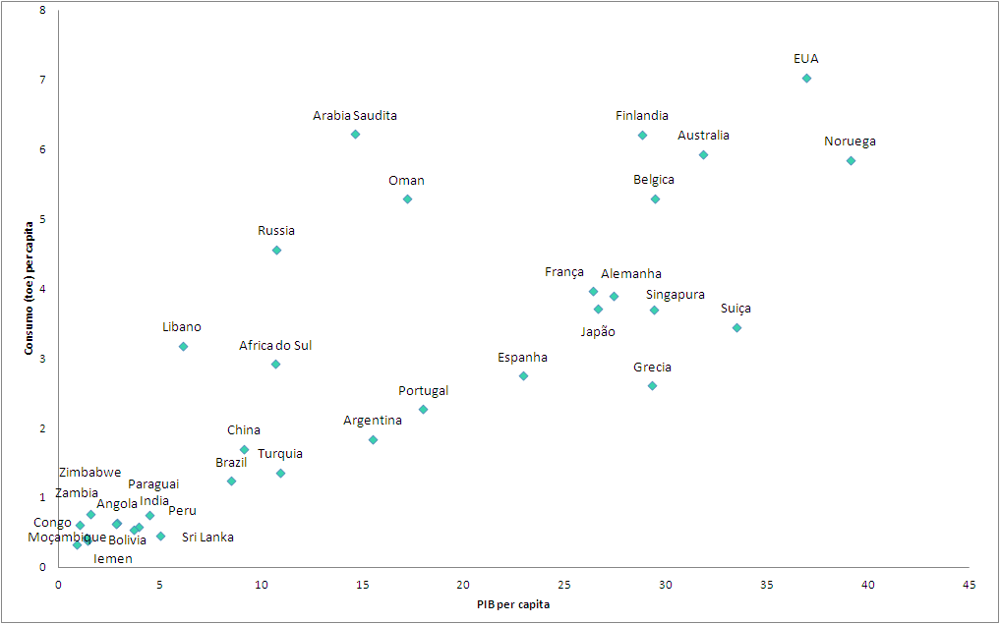 8
EUA
7
Arabia Saudita
Finlandia
Australia
Noruega
6
Oman
Belgica
5
Russia
França
Alemanha
4
Singapura
Suiça
Libano
Japão
Africa do Sul
3
Espanha
Grecia
Portugal
Argentina
2
China
Turquia
Brazil
Zimbabwe
Paraguai
Zambia
1
Angola
India
Peru
Congo
Moçambique
Bolivia
Sri Lanka
Iemen
0
Consumo (toe) per capita
0 5 10 15 20 25 30 35 40 45
PIB per capita